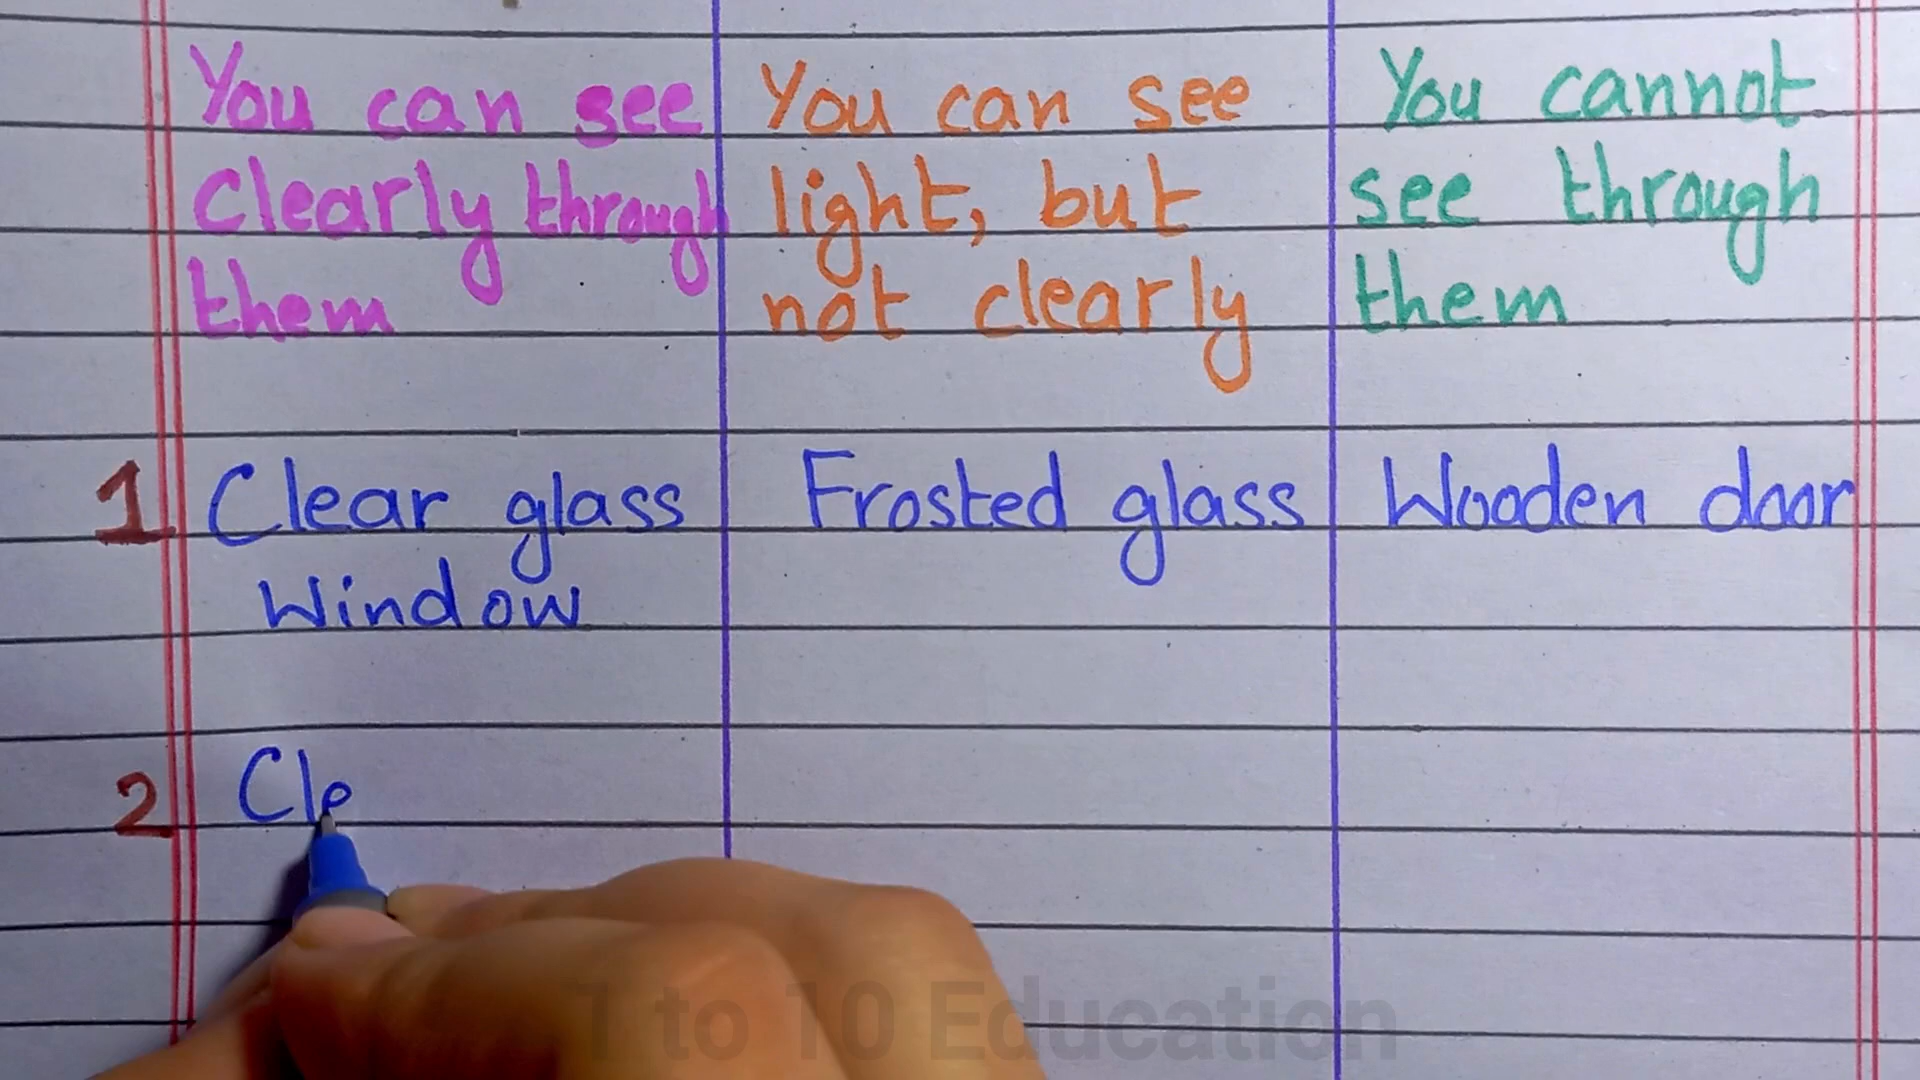 You can see
clearly through
them
You can see
light, but
not clearly
You cannot
see through
them
1
Clear glass
Window
Frosted glass
Wooden door
2
Cle
1 to 10 Education